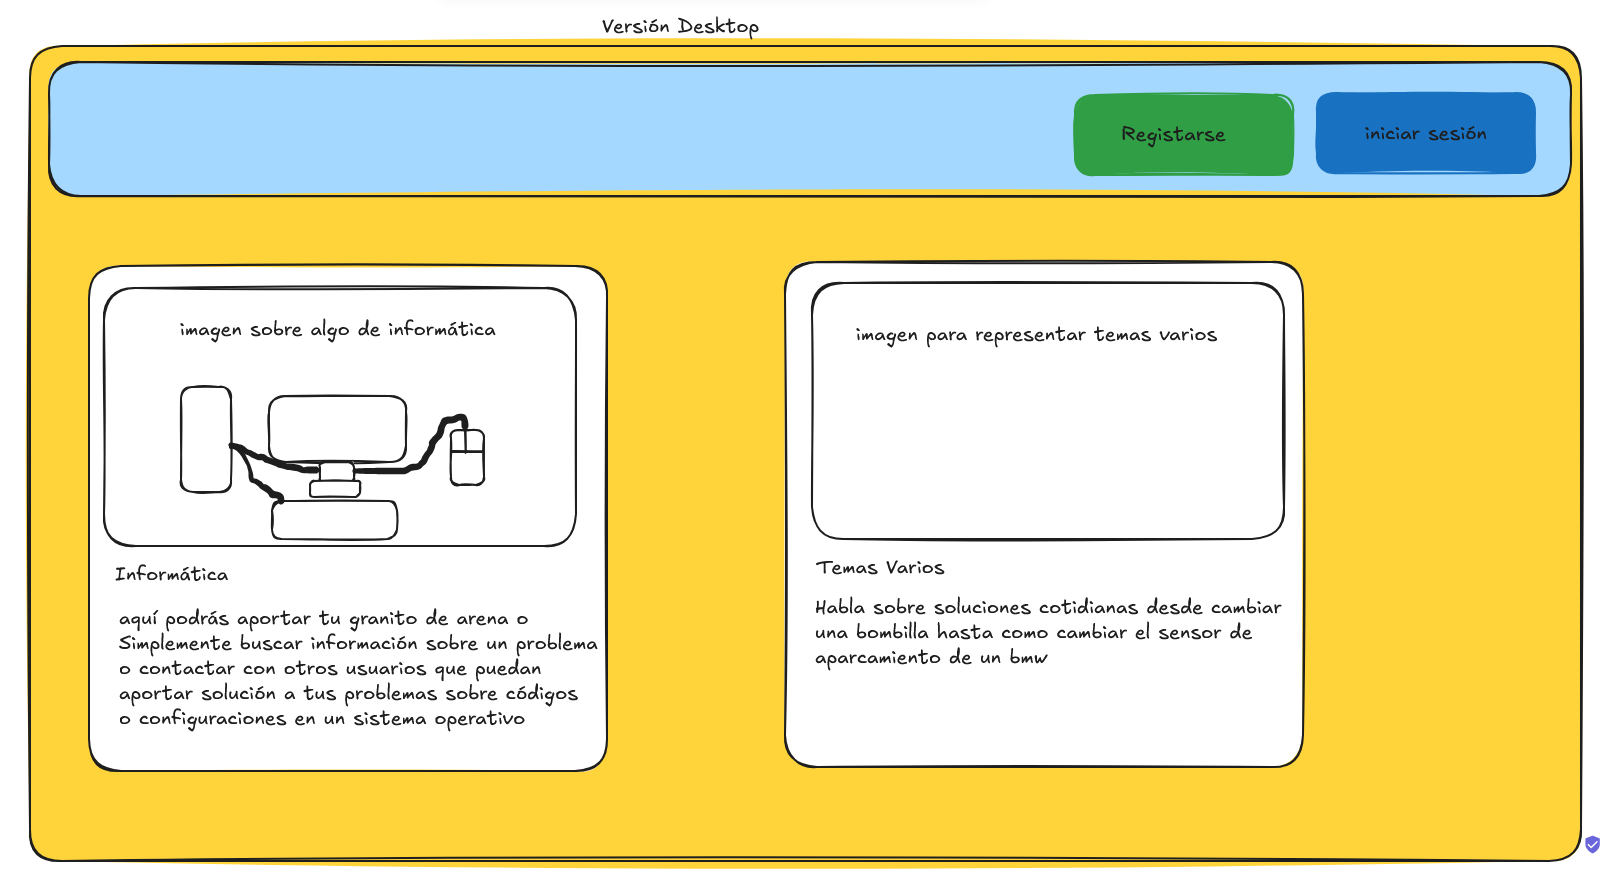 Versión Desktop
Registarse
iniciar sesión
imagen sobre algo de informática
imagen para representar temas varios
Informática
aquí podrás aportar tu granito de arena o
Simplemente buscar información sobre un problema
o contactar con otros usuarios que puedan
aportar solución a tus problemas sobre códigos
o configuraciones en un sistema operativo
Temas Varios
Habla sobre soluciones cotidianas desde cambiar
una bombilla hasta como cambiar el sensor de
aparcamiento de un bmw